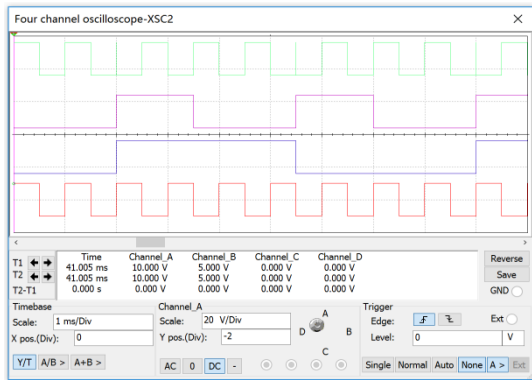 Four channel oscilloscope-XSC2
Time Channel_A Channel_B Channel_C Channel_D
T1 41.005 ms 10.000 V 5.000 V 0.000 V 0.000 V
T2 41.005 ms 10.000 V 5.000 V 0.000 V 0.000 V
T2-T1 0.000 s 0.000 V 0.000 V 0.000 V 0.000 V
Reverse
Save
GND
Timebase
Scale: 1 ms/Div
X pos.(Div): 0
Y/T A/B > A+B >
Channel_A
Scale: 20 V/Div
Y pos.(Div): -2
AC 0 DC -
A
D B
C
Trigger
Edge: Ext
Level: 0 V
Single Normal Auto None A > Ext